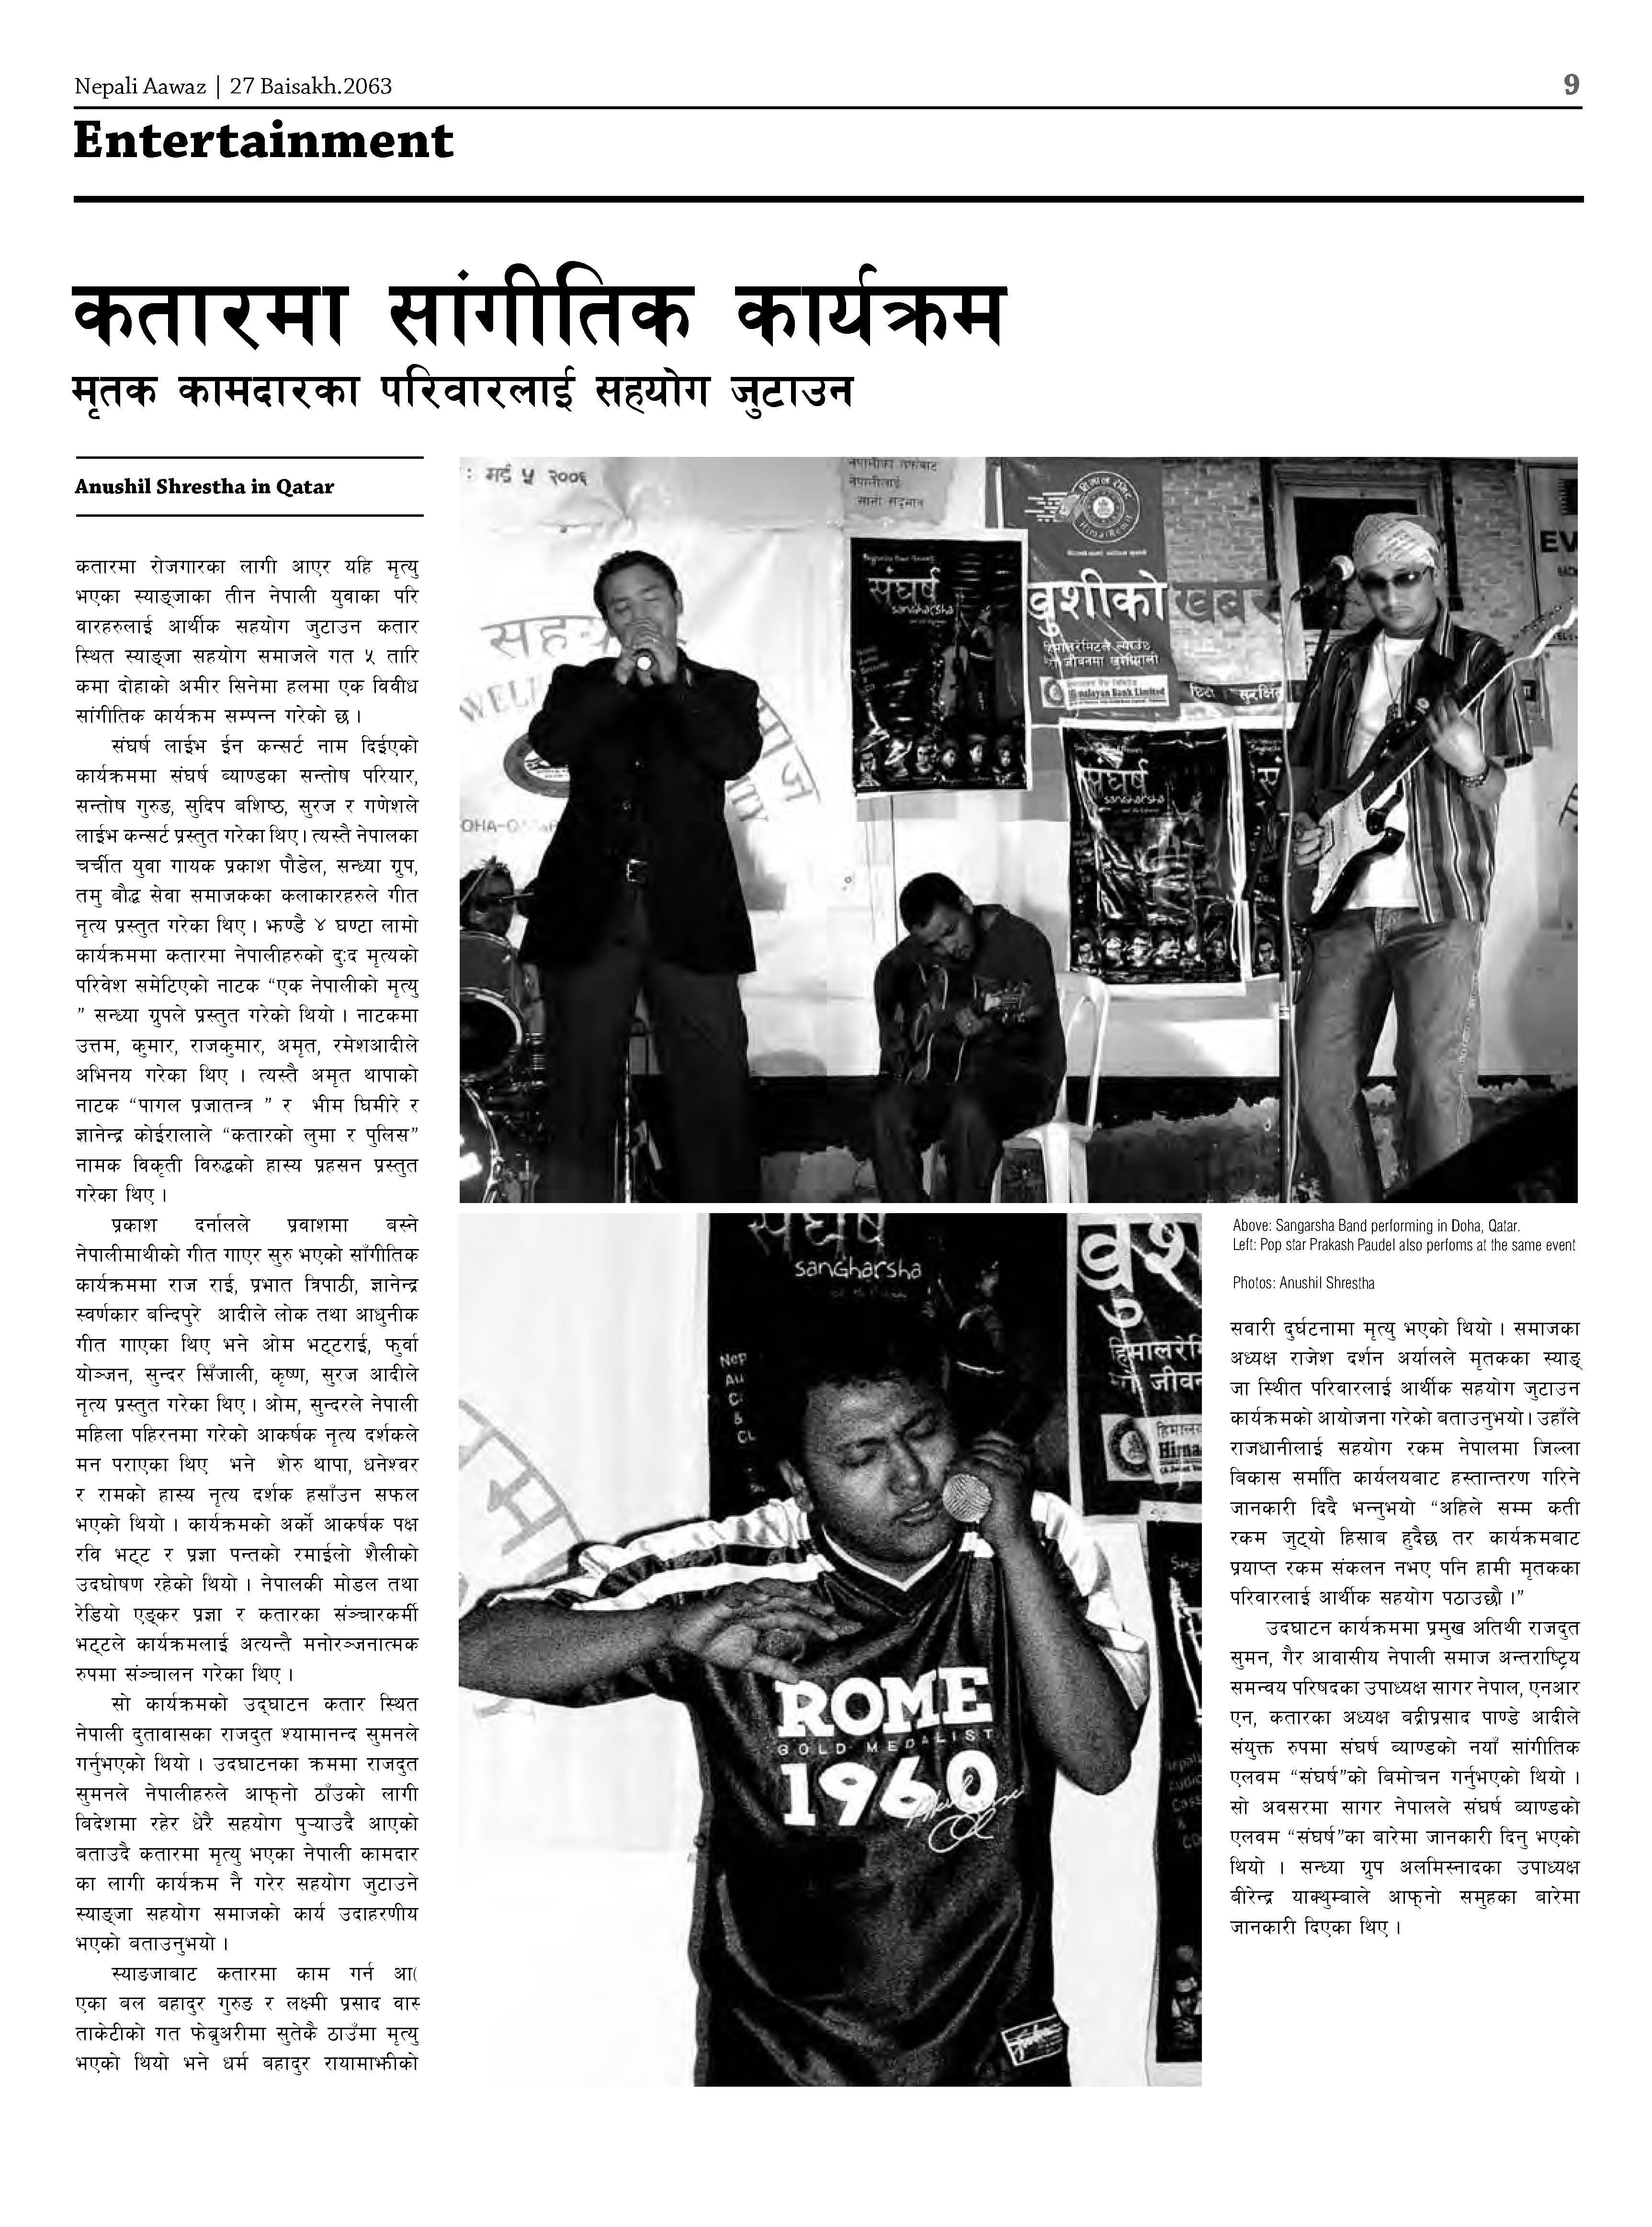 Nepali Aawaz | 27 Baisakh.2063
9
Entertainment
कतारमा सांगीतिक कार्यक्रम
मृतक कामदारका परिवारलाई सहयोग जुटाउन
Anushil Shrestha in Qatar
कतारमा रोजगारका लागी आएर यहि मृत्यु
भएका स्याङ्जाका तीन नेपाली युवाका परि
वारहरुलाई आर्थीक सहयोग जुटाउन कतार
स्थित स्याङ्जा सहयोग समाजले गत ५ तारि
कमा दोहाको अमीर सिनेमा हलमा एक विवीध
सांगीतिक कार्यक्रम सम्पन्न गरेको छ ।
संघर्ष लाईभ ईन कन्सर्ट नाम दिईएको
कार्यक्रममा संघर्ष ब्याण्डका सन्तोष परियार,
सन्तोष गुरुङ, सुदिप बशिष्ठ, सुरज र गणेशले
लाईभ कन्सर्ट प्रस्तुत गरेका थिए । त्यस्तै नेपालका
चर्चीत युवा गायक प्रकाश पौडेल, सन्ध्या ग्रुप,
तमु बौद्ध सेवा समाजकका कलाकारहरुले गीत
नृत्य प्रस्तुत गरेका थिए । झण्डै ४ घण्टा लामो
कार्यक्रममा कतारमा नेपालीहरुको दुःद मृत्यको
परिवेश समेटिएको नाटक “एक नेपालीको मृत्यु
” सन्ध्या ग्रुपले प्रस्तुत गरेको थियो । नाटकमा
उत्तम, कुमार, राजकुमार, अमृत, रमेशआदीले
अभिनय गरेका थिए । त्यस्तै अमृत थापाको
नाटक “पागल प्रजातन्त्र ” र भीम घिमीरे र
ज्ञानेन्द्र कोईरालाले “कतारको लुमा र पुलिस”
नामक विकृती विरुद्धको हास्य प्रहसन प्रस्तुत
गरेका थिए ।
प्रकाश दर्नालले प्रवाशमा बस्ने
नेपालीमाथीको गीत गाएर सुरु भएको साँगीतिक
कार्यक्रममा राज राई, प्रभात त्रिपाठी, ज्ञानेन्द्र
स्वर्णकार बन्दिपुरे आदीले लोक तथा आधुनीक
गीत गाएका थिए भने ओम भट्टराई, फुर्वा
योञ्जन, सुन्दर सिँजाली, कृष्ण, सुरज आदीले
नृत्य प्रस्तुत गरेका थिए । ओम, सुन्दरले नेपाली
महिला पहिरनमा गरेको आकर्षक नृत्य दर्शकले
मन पराएका थिए भने शेरु थापा, धनेश्वर
र रामको हास्य नृत्य दर्शक हसाँउन सफल
भएको थियो । कार्यक्रमको अर्को आकर्षक पक्ष
रवि भट्ट र प्रज्ञा पन्तको रमाईलो शैलीको
उदघोषण रहेको थियो । नेपालकी मोडल तथा
रेडियो एङ्कर प्रज्ञा र कतारका संञ्चारकर्मी
भट्टले कार्यक्रमलाई अत्यन्तै मनोरञ्जनात्मक
रुपमा संञ्चालन गरेका थिए ।
सो कार्यक्रमको उद्घाटन कतार स्थित
नेपाली दुतावासका राजदुत श्यामानन्द सुमनले
गर्नुभएको थियो । उदघाटनका क्रममा राजदुत
सुमनले नेपालीहरुले आफ्नो ठाँउको लागी
बिदेशमा रहेर धेरै सहयोग पुऱ्याउदै आएको
बताउदै कतारमा मृत्यु भएका नेपाली कामदार
का लागी कार्यक्रम नै गरेर सहयोग जुटाउने
स्याङ्जा सहयोग समाजको कार्य उदाहरणीय
भएको बताउनुभयो ।
स्याङजाबाट कतारमा काम गर्न आ(
एका बल बहादुर गुरुङ र लक्ष्मी प्रसाद वास
ताकेटीको गत फेब्रुअरीमा सुतेकै ठाउँमा मृत्यु
भएको थियो भने धर्म बहादुर रायामाझीको
: मई ५ २००६
नेपालीलाई
संघर्ष
sangharsha
खुशीको खबर
हिमालरेमिटले ल्याउँछ
जीवनमा खुशीयाली
Himalayan Bank Limited
छिटो
सुरक्षित
EV
संघर्ष
sangharsha
सं
Above: Sangarsha Band performing in Doha, Qatar.
Left: Pop star Prakash Paudel also perfoms at the same event
Photos: Anushil Shrestha
संघर्ष
sangharsha
ROME
GOLD MEDALIST
1960
सवारी दुर्घटनामा मृत्यु भएको थियो । समाजका
अध्यक्ष राजेश दर्शन अर्यालले मृतकका स्याङ्
जा स्थित परिवारलाई आर्थीक सहयोग जुटाउन
कार्यक्रमको आयोजना गरेको बताउनुभयो । उहाँले
राजधानीलाई सहयोग रकम नेपालमा जिल्ला
बिकास समिति कार्यलयबाट हस्तान्तरण गरिने
जानकारी दिदै भन्नुभयो “अहिले सम्म कती
रकम जुट्यो हिसाब हुदैछ तर कार्यक्रमबाट
प्रयाप्त रकम संकलन नभए पनि हामी मृतकका
परिवारलाई आर्थीक सहयोग पठाउछौ ।”
उदघाटन कार्यक्रममा प्रमुख अतिथी राजदुत
सुमन, गैर आवासीय नेपाली समाज अन्तराष्ट्रिय
समन्वय परिषदका उपाध्यक्ष सागर नेपाल, एनआर
एन, कतारका अध्यक्ष बद्रीप्रसाद पाण्डे आदीले
संयुक्त रुपमा संघर्ष ब्याण्डको नयाँ सांगीतिक
एलवम “संघर्ष”को बिमोचन गर्नुभएको थियो ।
सो अवसरमा सागर नेपालले संघर्ष ब्याण्डको
एलवम “संघर्ष”का बारेमा जानकारी दिनु भएको
थियो । सन्ध्या ग्रुप अलमिस्नादका उपाध्यक्ष
बीरेन्द्र याक्थुम्बाले आफ्नो समुहका बारेमा
जानकारी दिएका थिए ।